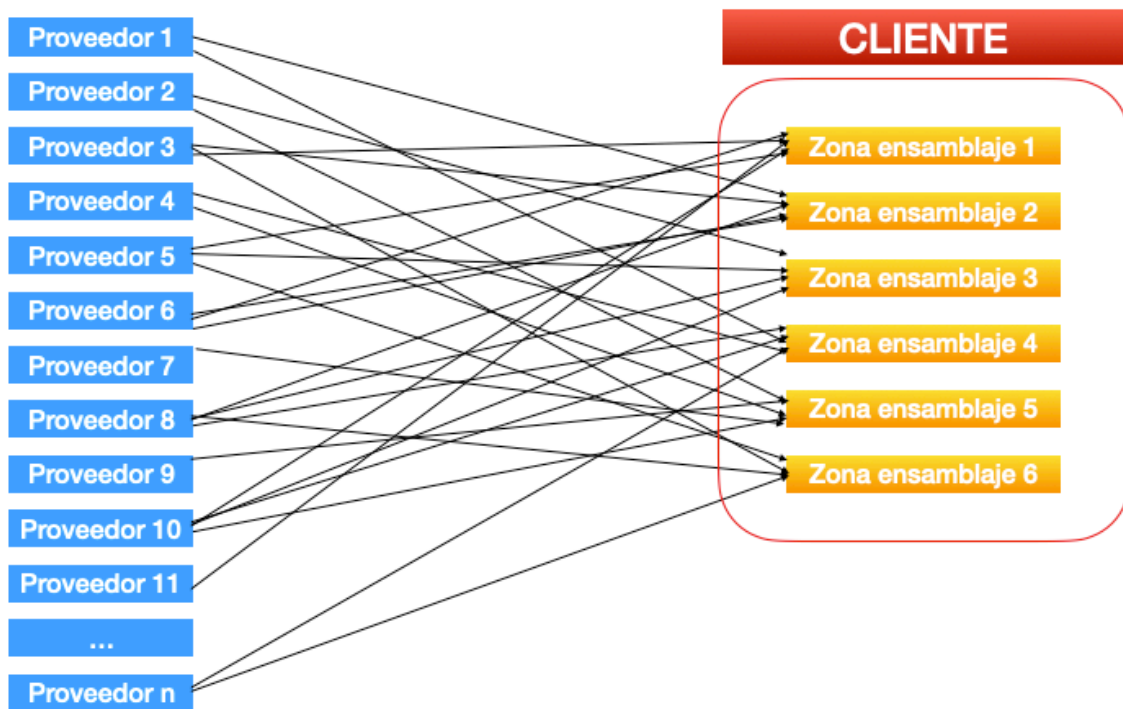 Proveedor 1
Proveedor 2
Proveedor 3
Proveedor 4
Proveedor 5
Proveedor 6
Proveedor 7
Proveedor 8
Proveedor 9
Proveedor 10
Proveedor 11
...
Proveedor n
CLIENTE
Zona ensamblaje 1
Zona ensamblaje 2
Zona ensamblaje 3
Zona ensamblaje 4
Zona ensamblaje 5
Zona ensamblaje 6